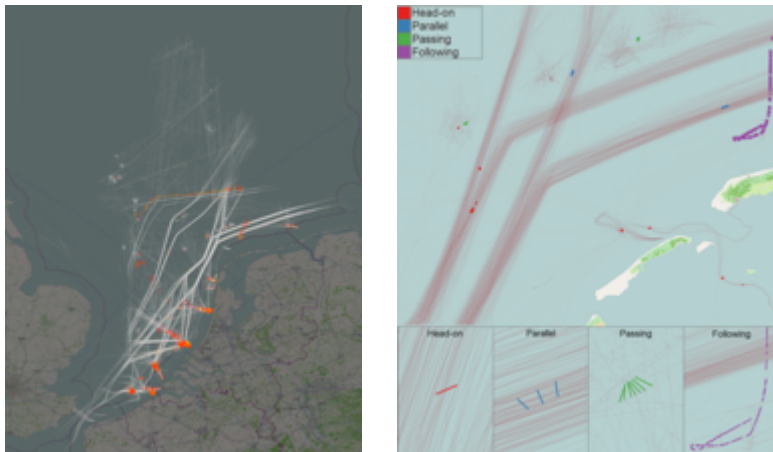 Head-on
Parallel
Passing
Following
Head-on
Parallel
Passing
Following